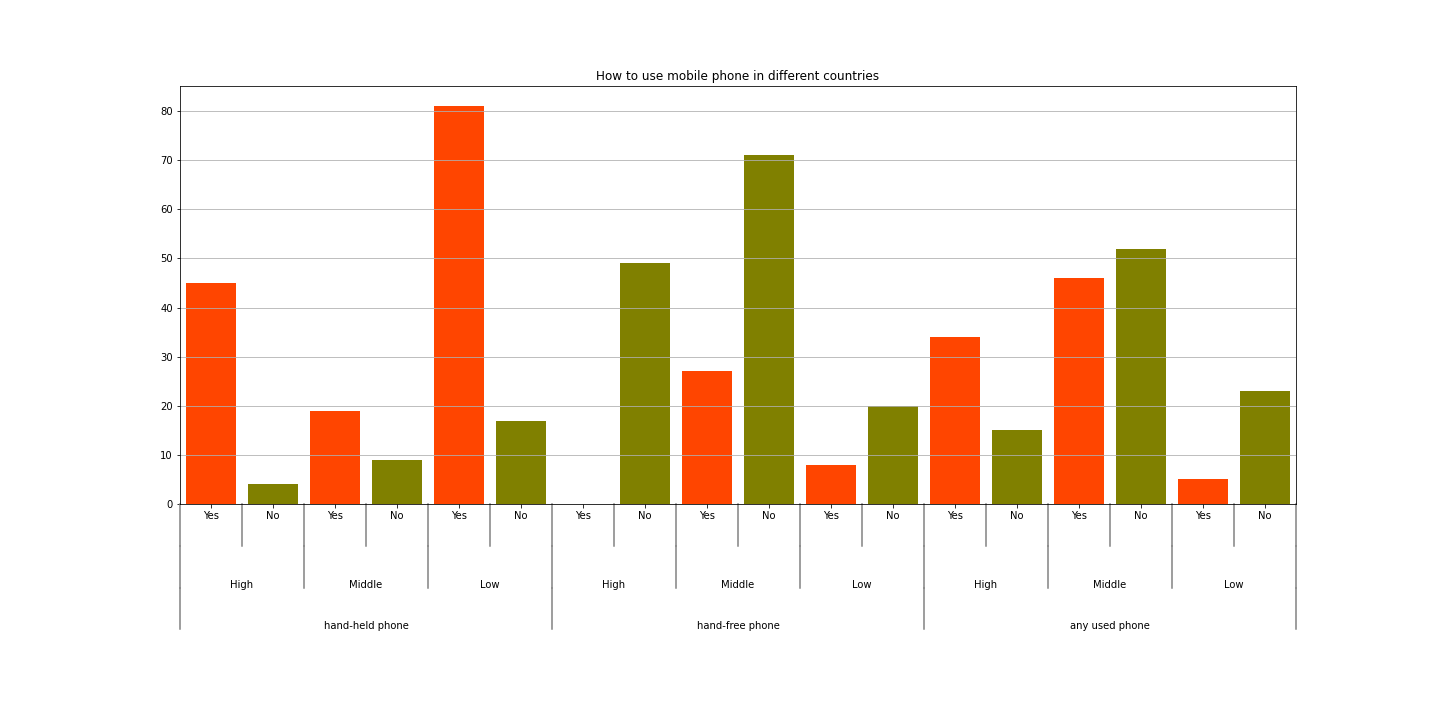 How to use mobile phone in different countries
80
70
60
50
40
30
20
10
0
Yes No Yes No Yes No Yes No Yes No Yes No Yes No Yes No Yes No
High Middle Low High Middle Low High Middle Low
hand-held phone hand-free phone any used phone